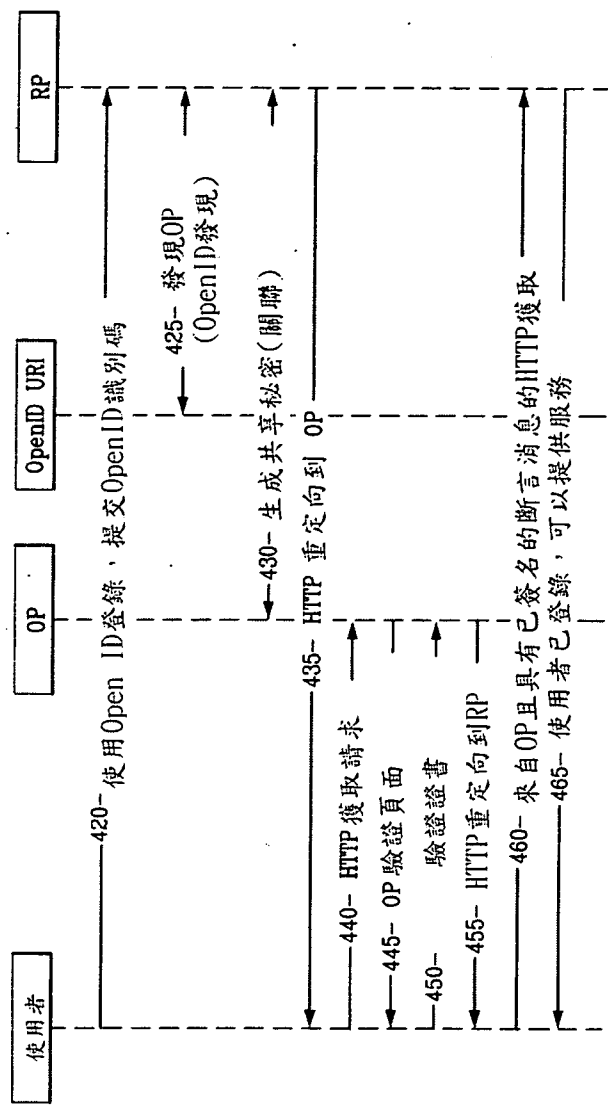 使用者
OP
OpenID URI
RP
420- 使用Open ID登錄，提交OpenID識別碼
425- 發現OP
(OpenID發現)
430- 生成共享秘密(關聯)
435- HTTP 重定向到 OP
440- HTTP獲取請求
445- OP驗證頁面
450- 驗證證書
455- HTTP重定向到RP
460- 來自OP且具有已簽名的斷言消息的HTTP獲取
465- 使用者已登錄，可以提供服務